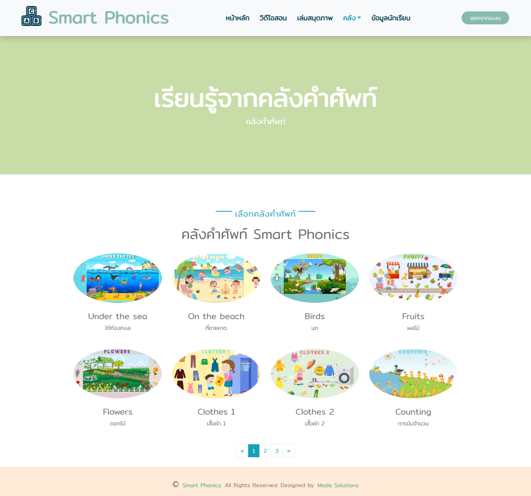 Smart Phonics
หน้าหลัก วิดีโอสอน เล่มสมุดภาพ คลัง ข้อมูลนักเรียน ออกจากระบบ
เรียนรู้จากคลังคำศัพท์
คลังคำศัพท์
เลือกคลังคำศัพท์
คลังคำศัพท์ Smart Phonics
UNDER THE SEA BIRDS FRUITS
Under the sea On the beach Birds Fruits
ใต้ท้องทะเล ที่ชายหาด นก ผลไม้
FLOWERS CLOTHES 1 CLOTHES 2 COUNTING
Flowers Clothes 1 Clothes 2 Counting
ดอกไม้ เสื้อผ้า 1 เสื้อผ้า 2 การนับจำนวน
« 1 2 3 »
© Smart Phonics All Rights Reserved. Designed by Mode Solutions